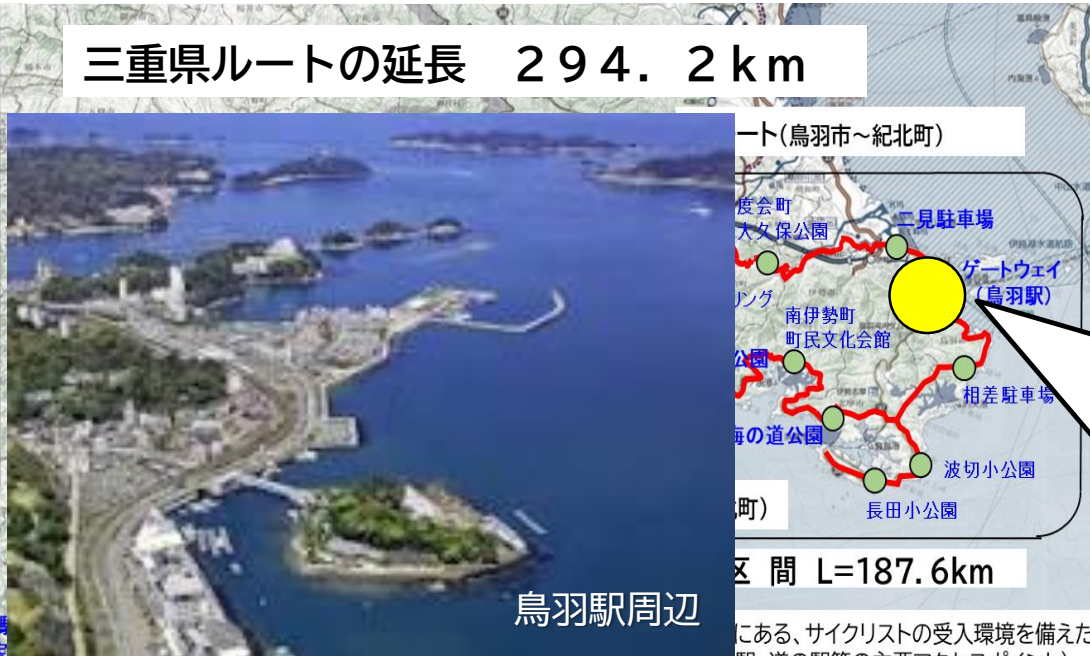 三重県ルートの延長　２９４．２ｋｍ
ート(鳥羽市～紀北町)
度会町
大久保公園
二見駐車場
ゲートウェイ
(鳥羽駅)
リング
南伊勢町
町民文化会館
公園
相差駐車場
海の道公園
波切小公園
長田小公園
町)
区 間 L=187.6km
鳥羽駅周辺
にある、サイクリストの受入環境を備えた